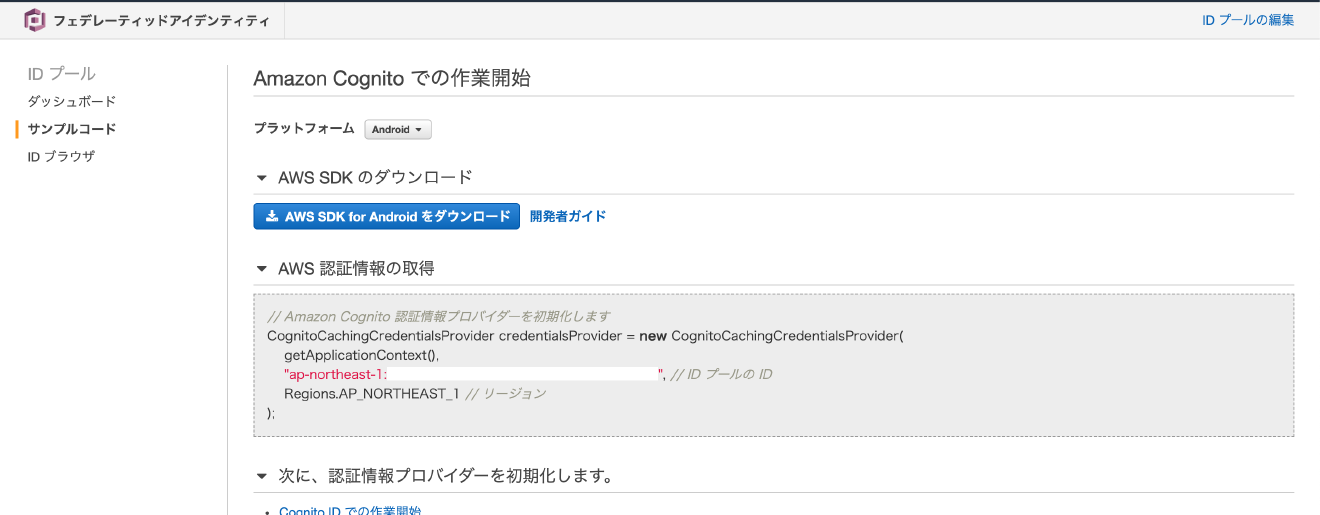 フェデレーティッドアイデンティティ
ID プールの編集
ID プール
ダッシュボード
サンプルコード
ID ブラウザ
Amazon Cognito での作業開始
プラットフォーム Android
AWS SDK のダウンロード
AWS SDK for Android をダウンロード 開発者ガイド
AWS 認証情報の取得
// Amazon Cognito 認証情報プロバイダーを初期化します
CognitoCachingCredentialsProvider credentialsProvider = new CognitoCachingCredentialsProvider(
getApplicationContext(),
"ap-northeast-1: ", // ID プールの ID
Regions.AP_NORTHEAST_1 // リージョン
);
次に、認証情報プロバイダーを初期化します。
• Cognito ID での作業開始